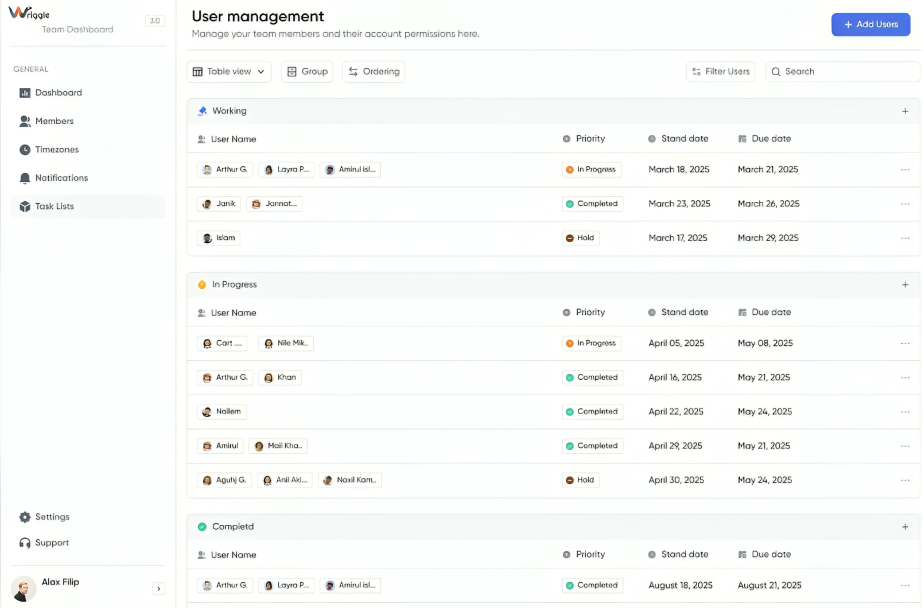 Wriggle
3.0
Team Dashboard
GENERAL
Dashboard
Members
Timezones
Notifications
Task Lists
Settings
Support
Alox Filip
User management
Manage your team members and their account permissions here.
+ Add Users
Table view
Group
Ordering
Filter Users
Search
Working
User Name Priority Stand date Due date
Arthur G. Layra P... Amirul isl... In Progress March 18, 2025 March 21, 2025
Janik Jannat... Completed March 23, 2025 March 26, 2025
Islam Hold March 17, 2025 March 29, 2025
In Progress
User Name Priority Stand date Due date
Cart .... Nile Mik.. In Progress April 05, 2025 May 08, 2025
Arthur G. Khan Completed April 16, 2025 May 21, 2025
Nallem Completed April 22, 2025 May 24, 2025
Amirul Mail Kha.. Completed April 29, 2025 May 21, 2025
Aguhj G. Anil Aki... Naxil Kam.. Hold April 30, 2025 May 24, 2025
Completd
User Name Priority Stand date Due date
Arthur G. Layra P... Amirul isl... Completed August 18, 2025 August 21, 2025